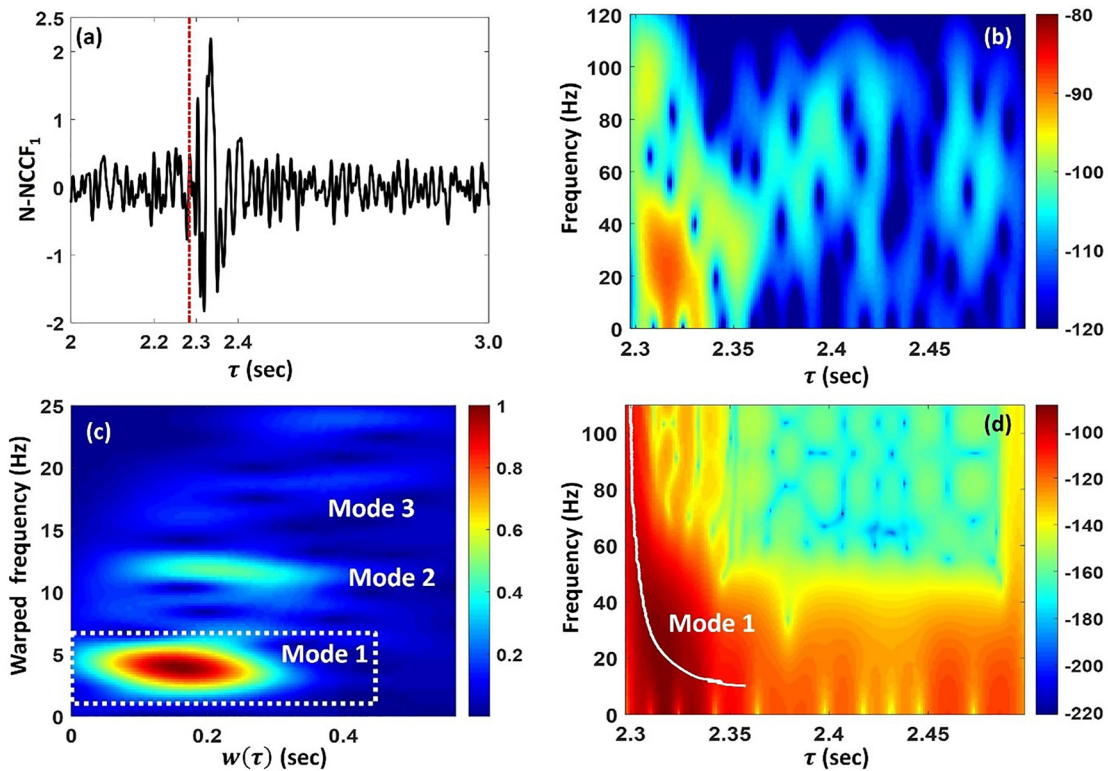 (a)
2.5
2
1
0
-1
-2
N-NCCF1
2 2.2 2.3 2.4 3.0
τ (sec)
(b)
120
100
80
60
40
20
0
Frequency (Hz)
2.3 2.35 2.4 2.45
τ (sec)
-80
-90
-100
-110
-120
(c)
25
20
15
10
5
0
Warped frequency (Hz)
Mode 3
Mode 2
Mode 1
0 0.2 0.4
w(τ) (sec)
1
0.8
0.6
0.4
0.2
(d)
100
80
60
40
20
0
Frequency (Hz)
Mode 1
2.3 2.35 2.4 2.45
τ (sec)
-100
-120
-140
-160
-180
-200
-220